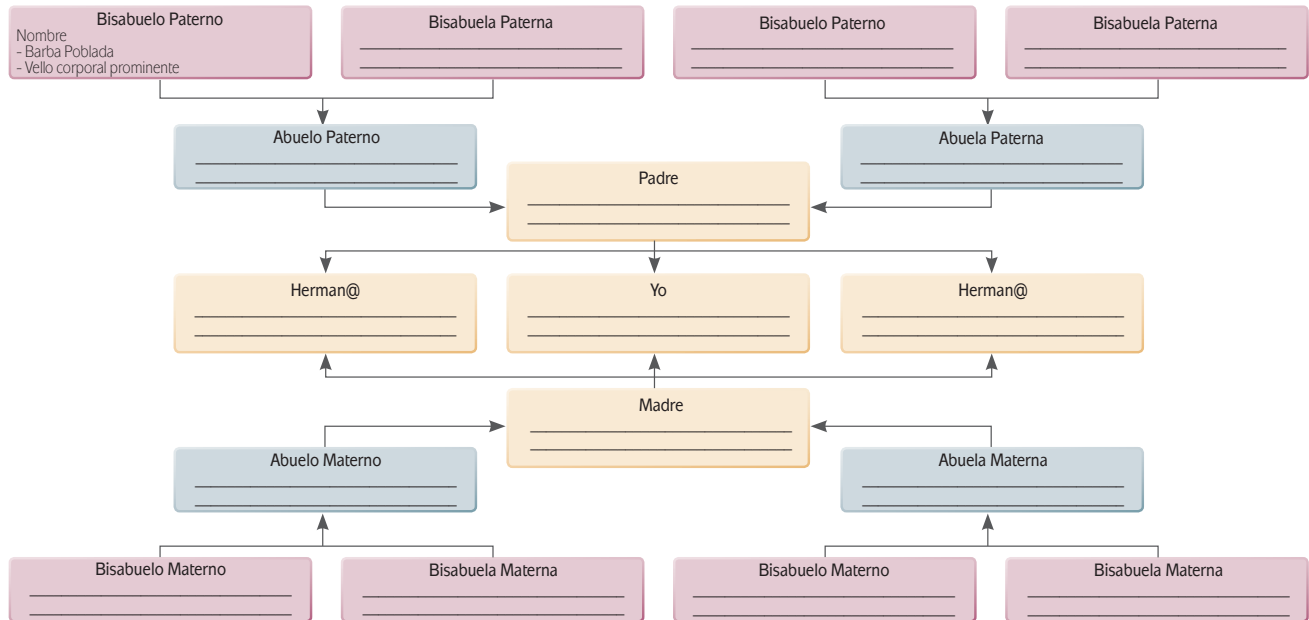 Bisabuelo Paterno
Nombre
- Barba Poblada
- Vello corporal prominente
Bisabuela Paterna
Bisabuelo Paterno
Bisabuela Paterna
Abuelo Paterno
Abuela Paterna
Padre
Herman@
Yo
Herman@
Madre
Abuelo Materno
Abuela Materna
Bisabuelo Materno
Bisabuela Materna
Bisabuelo Materno
Bisabuela Materna